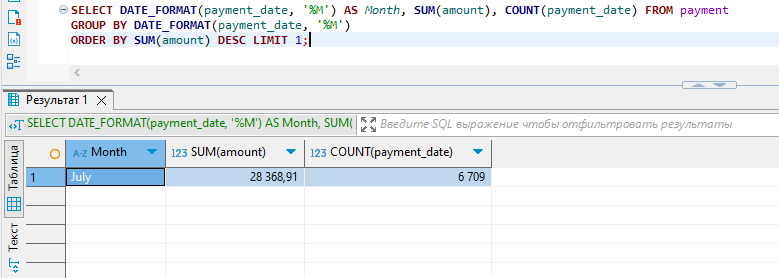 SELECT DATE_FORMAT(payment_date, '%M') AS Month, SUM(amount), COUNT(payment_date) FROM payment
GROUP BY DATE_FORMAT(payment_date, '%M')
ORDER BY SUM(amount) DESC LIMIT 1;
Результат 1
SELECT DATE_FORMAT(payment_date, '%M') AS Month, SUM( Введите SQL выражение чтобы отфильтровать результаты
Таблица
A-Z Month 123 SUM(amount) 123 COUNT(payment_date)
1 July 28 368,91 6 709
Текст